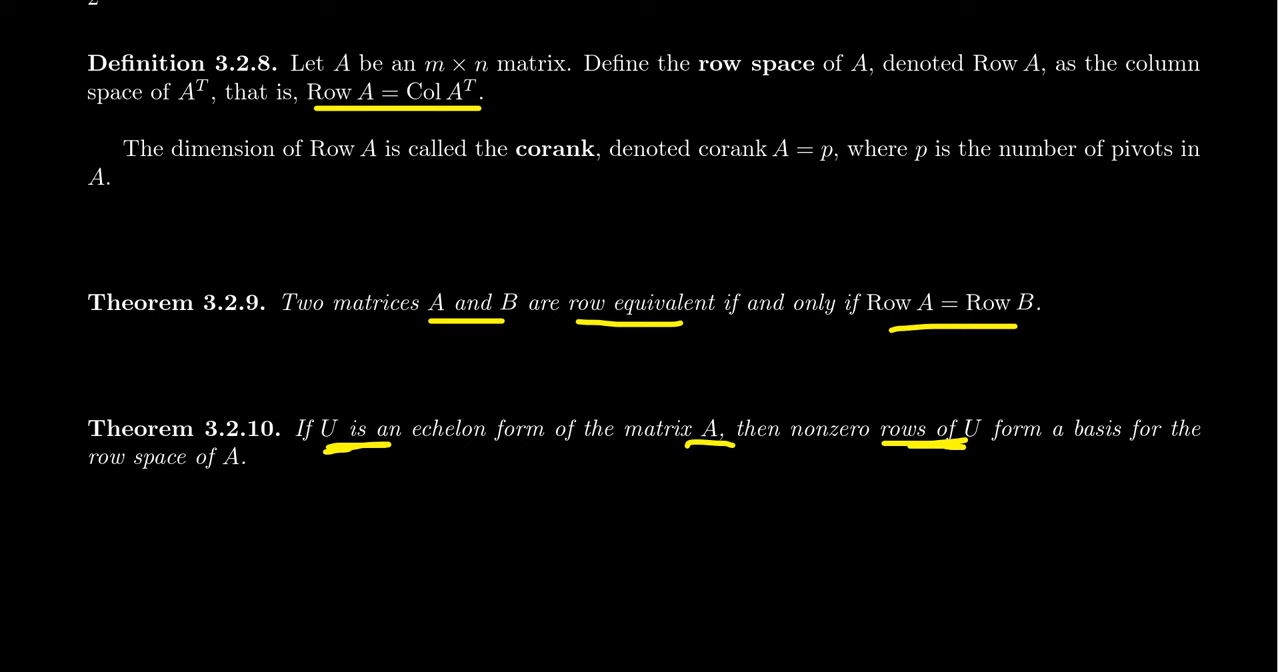 2
Definition 3.2.8. Let A be an m × n matrix. Define the row space of A, denoted Row A, as the column
space of Aᵀ, that is, Row A = Col Aᵀ.
The dimension of Row A is called the corank, denoted corank A = p, where p is the number of pivots in
A.
Theorem 3.2.9. Two matrices A and B are row equivalent if and only if Row A = Row B.
Theorem 3.2.10. If U is an echelon form of the matrix A, then nonzero rows of U form a basis for the
row space of A.